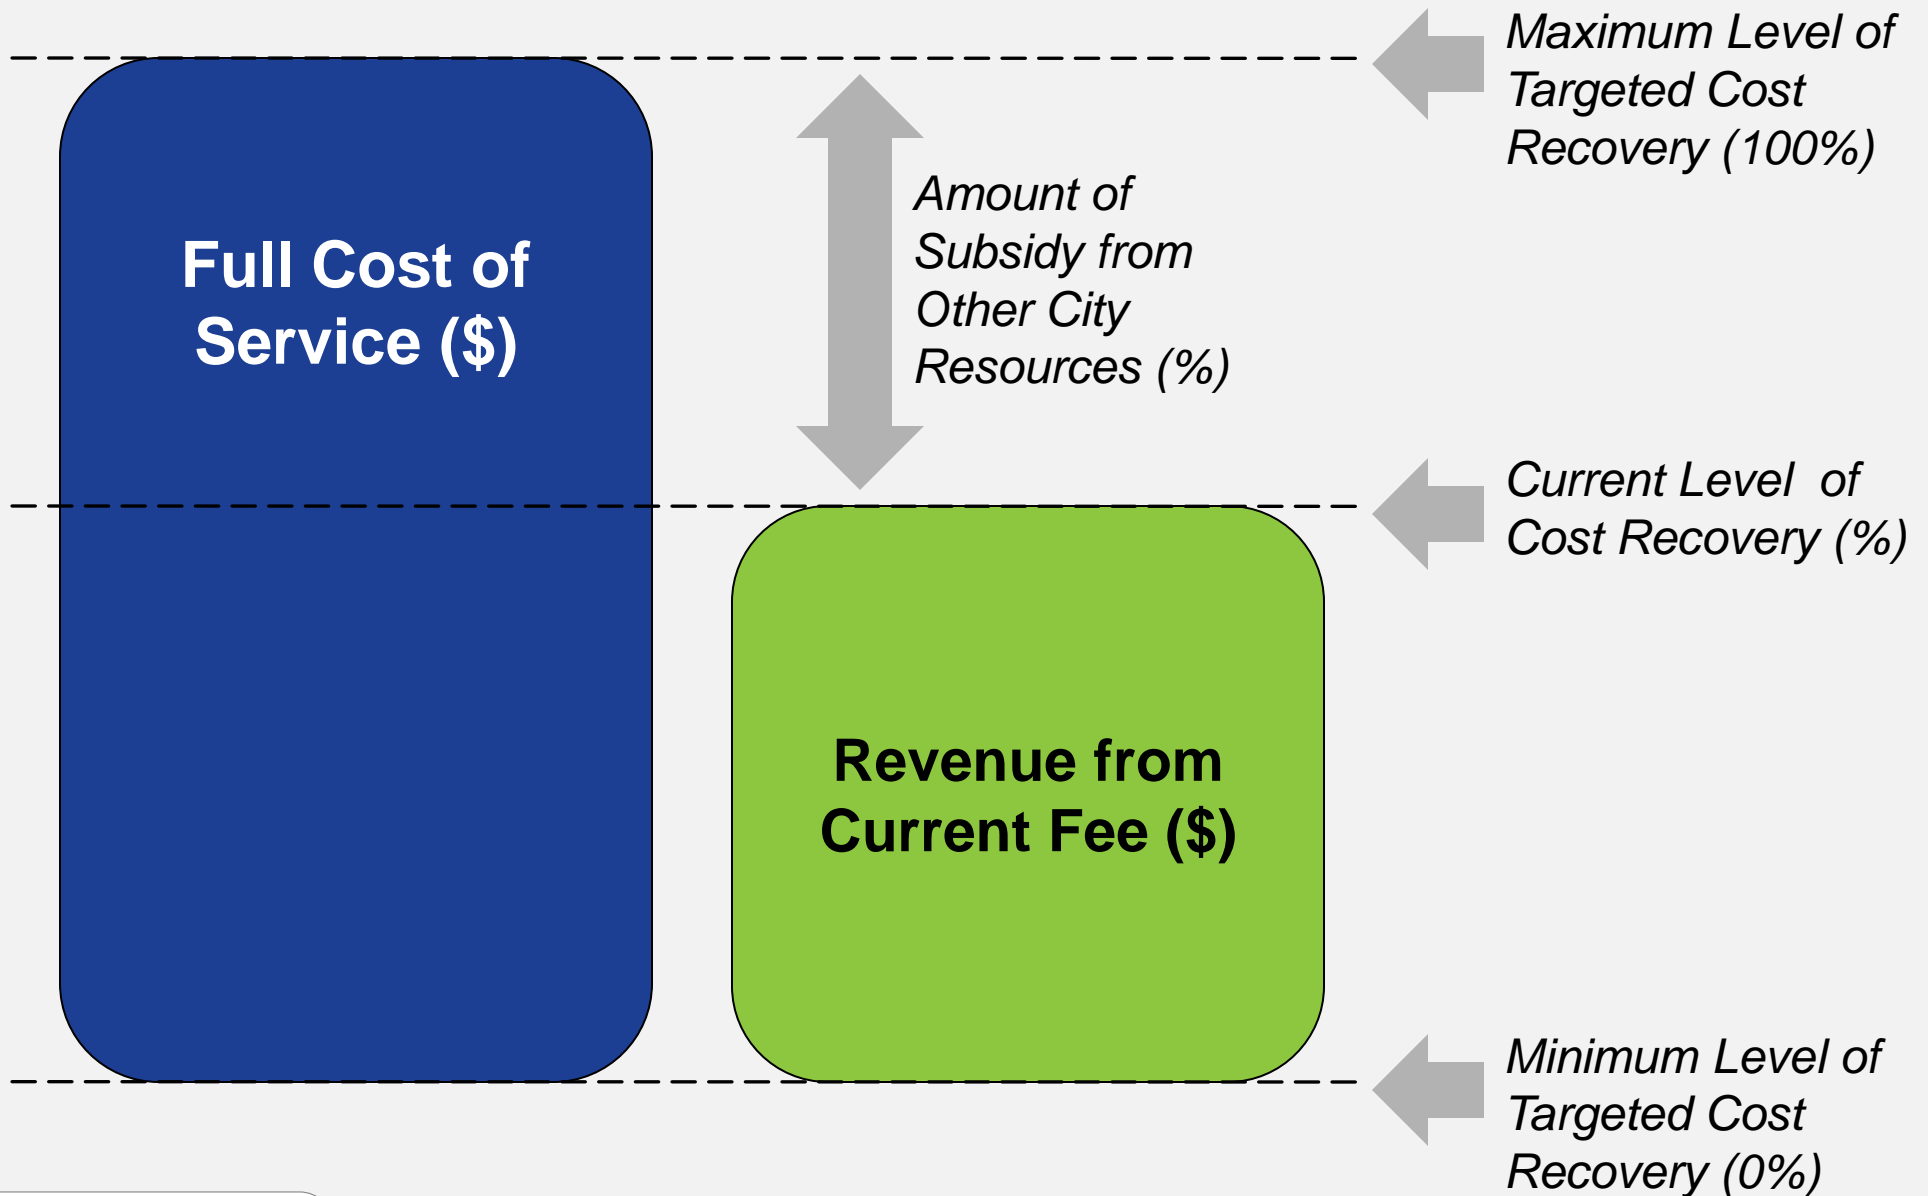 Maximum Level of
Targeted Cost
Recovery (100%)
Full Cost of
Service ($)
Amount of
Subsidy from
Other City
Resources (%)
Current Level  of
Cost Recovery (%)
Revenue from
Current Fee ($)
Minimum Level of
Targeted Cost
Recovery (0%)